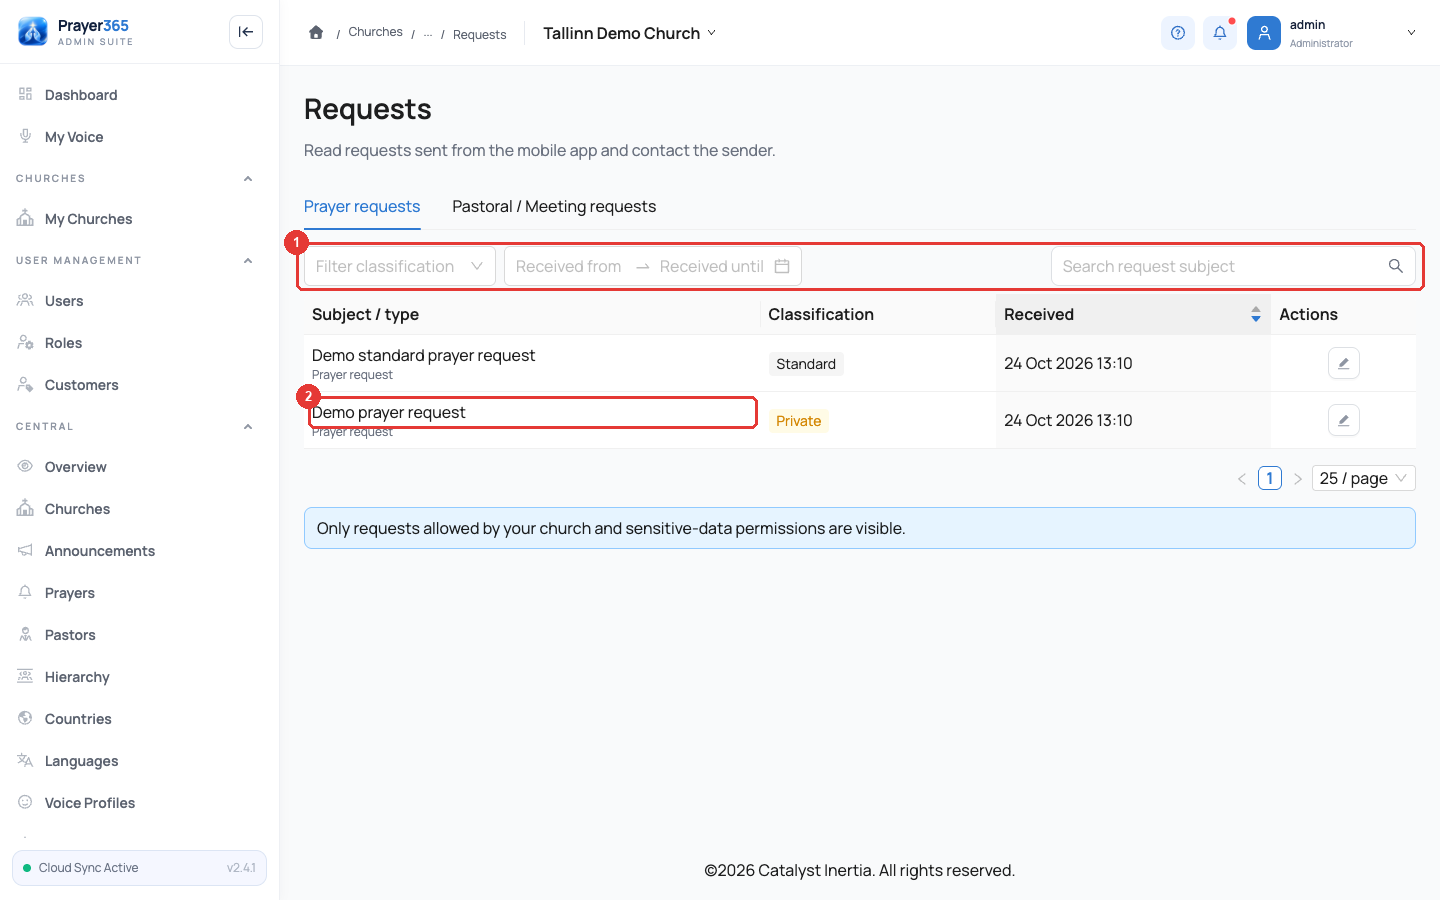 Prayer365
ADMIN SUITE
Dashboard
My Voice
CHURCHES
My Churches
USER MANAGEMENT
Users
Roles
Customers
CENTRAL
Overview
Churches
Announcements
Prayers
Pastors
Hierarchy
Countries
Languages
Voice Profiles
Cloud Sync Active v2.4.1
/ Churches / ... / Requests
Tallinn Demo Church
admin
Administrator
Requests
Read requests sent from the mobile app and contact the sender.
Prayer requests Pastoral / Meeting requests
1
Filter classification Received from → Received until Search request subject
Subject / type Classification Received Actions
Demo standard prayer request
Prayer request
Standard 24 Oct 2026 13:10
2
Demo prayer request
Prayer request
Private 24 Oct 2026 13:10
1 25 / page
Only requests allowed by your church and sensitive-data permissions are visible.
©2026 Catalyst Inertia. All rights reserved.